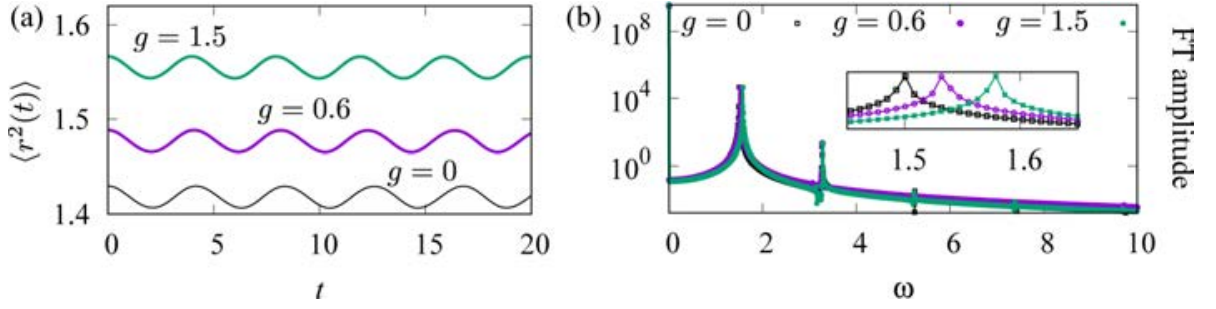 (a)
1.6
1.5
1.4
⟨r²(t)⟩
g = 1.5
g = 0.6
g = 0
0 5 10 15 20
t
(b)
10⁸
10⁴
10⁰
g = 0 g = 0.6 g = 1.5
1.5 1.6
0 2 4 6 8 10
ω
FT amplitude